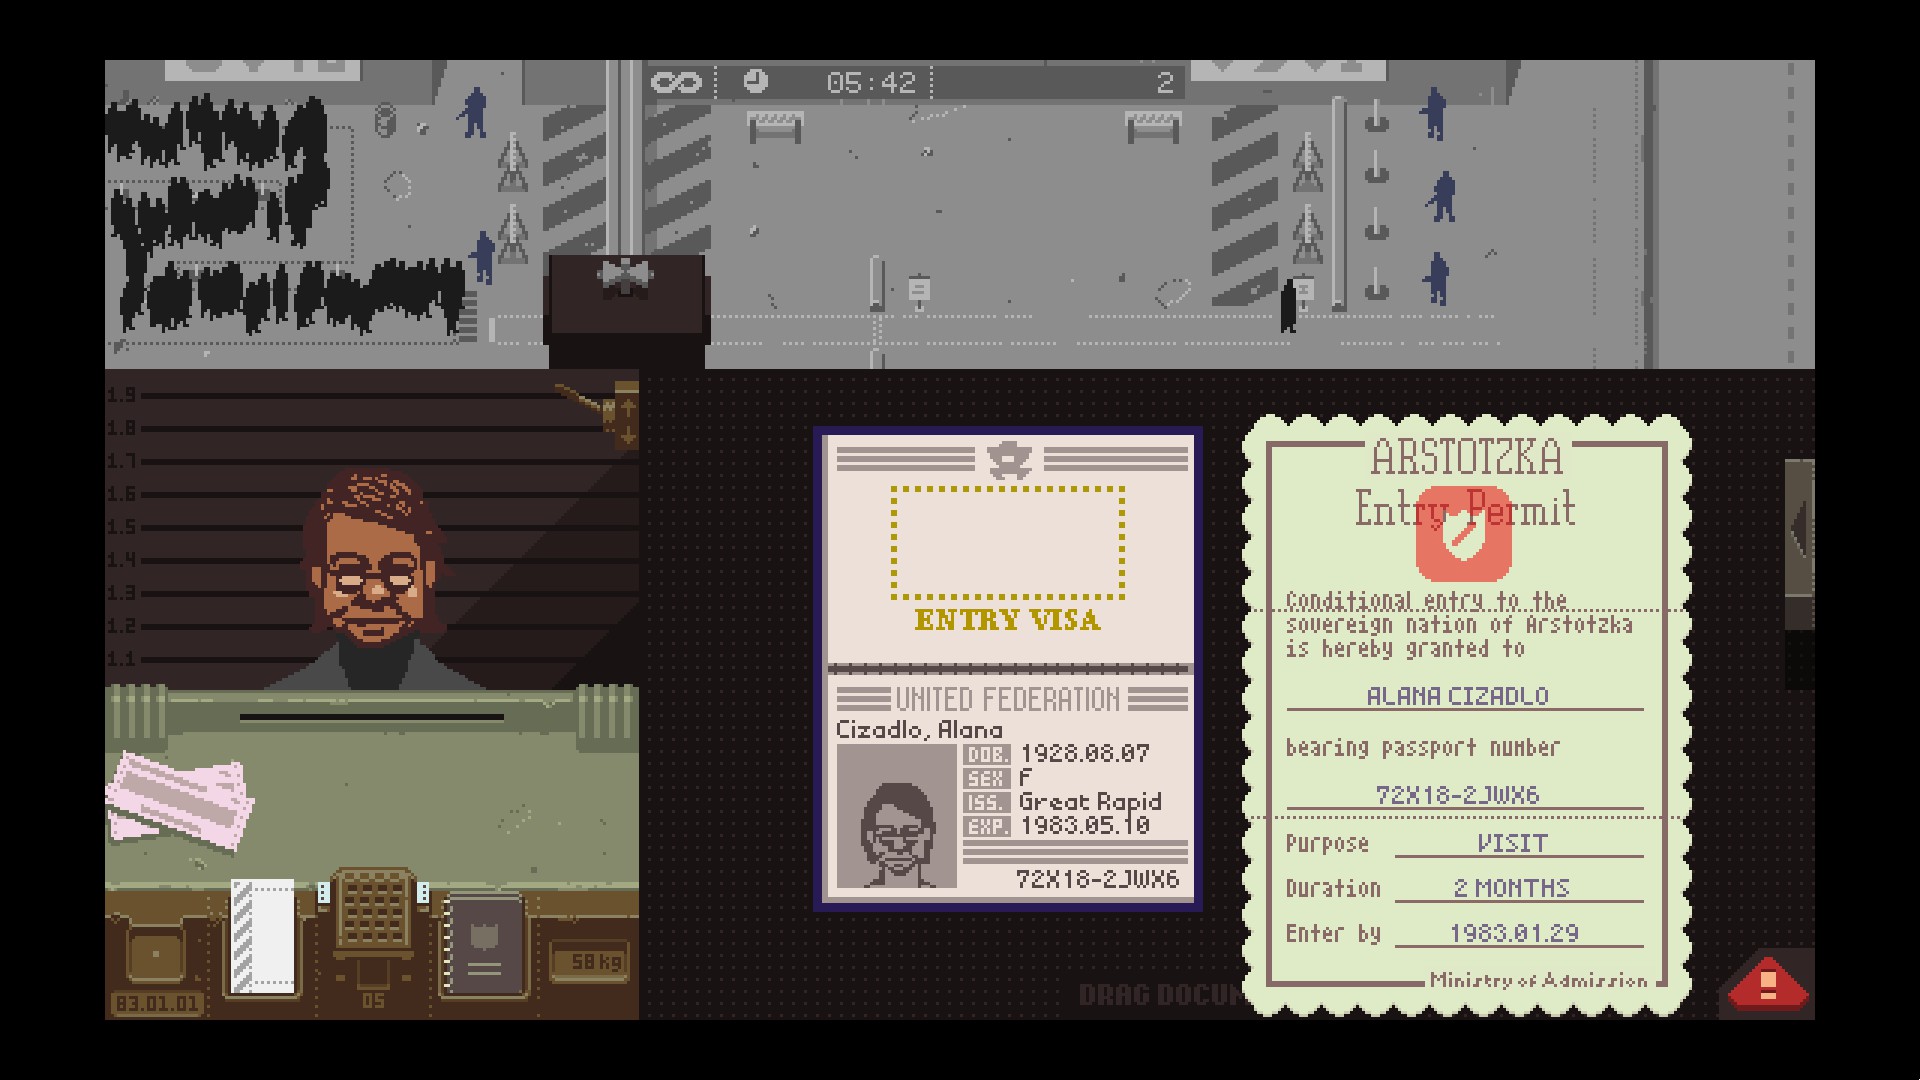 05:42
2
1.9
1.8
1.7
1.6
1.5
1.4
1.3
1.2
1.1
58 kg
83.01.01
05
ENTRY VISA
UNITED FEDERATION
Cizadlo, Alana
DOB. 1928.08.07
SEX F
ISS. Great Rapid
EXP. 1983.05.10
72X18-2JWX6
DRAG DOCUM
ARSTOTZKA
Entry Permit
Conditional entry to the
sovereign nation of Arstotzka
is hereby granted to
ALANA CIZADLO
bearing passport number
72X18-2JWX6
Purpose VISIT
Duration 2 MONTHS
Enter by 1983.01.29
Ministry of Admission